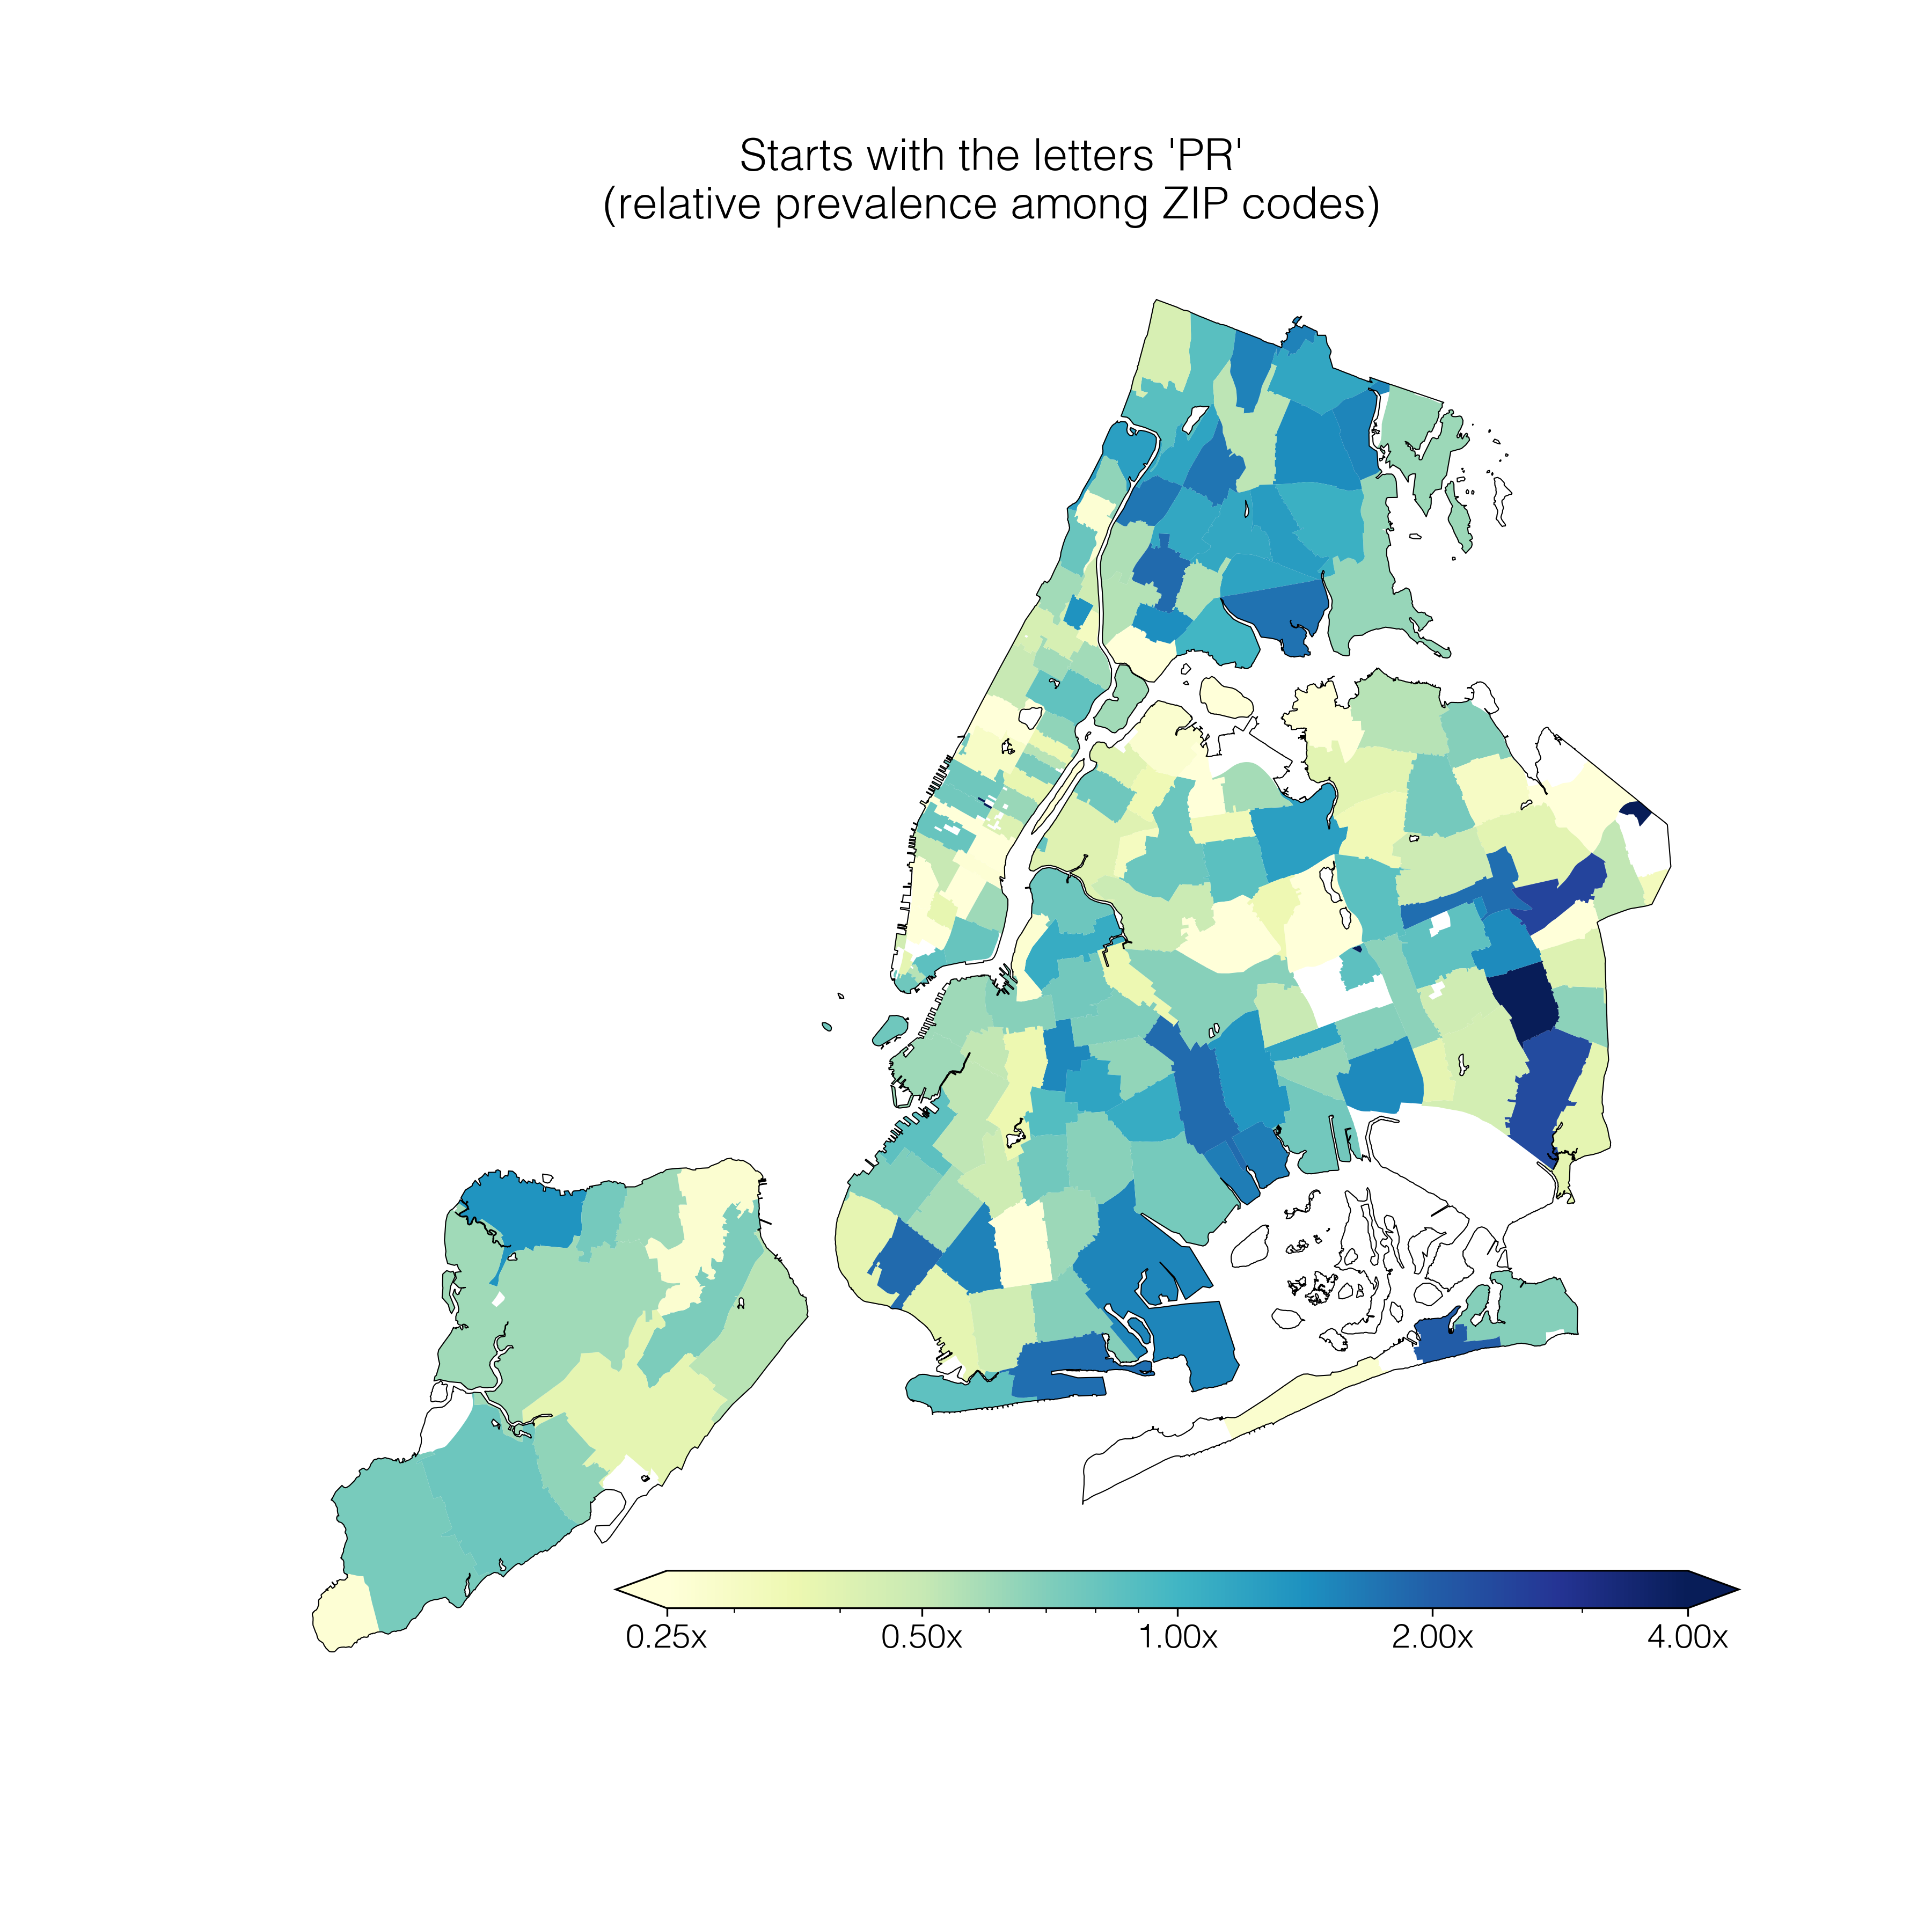 Starts with the letters 'PR'
(relative prevalence among ZIP codes)
0.25x 0.50x 1.00x 2.00x 4.00x